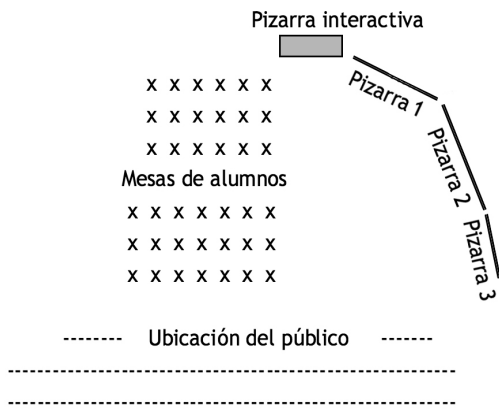 Pizarra interactiva
Pizarra 1
x x x x x x
x x x x x x
x x x x x x
Pizarra 2
Mesas de alumnos
x x x x x x x
x x x x x x x
x x x x x x x
Pizarra 3
-------- Ubicación del público -------